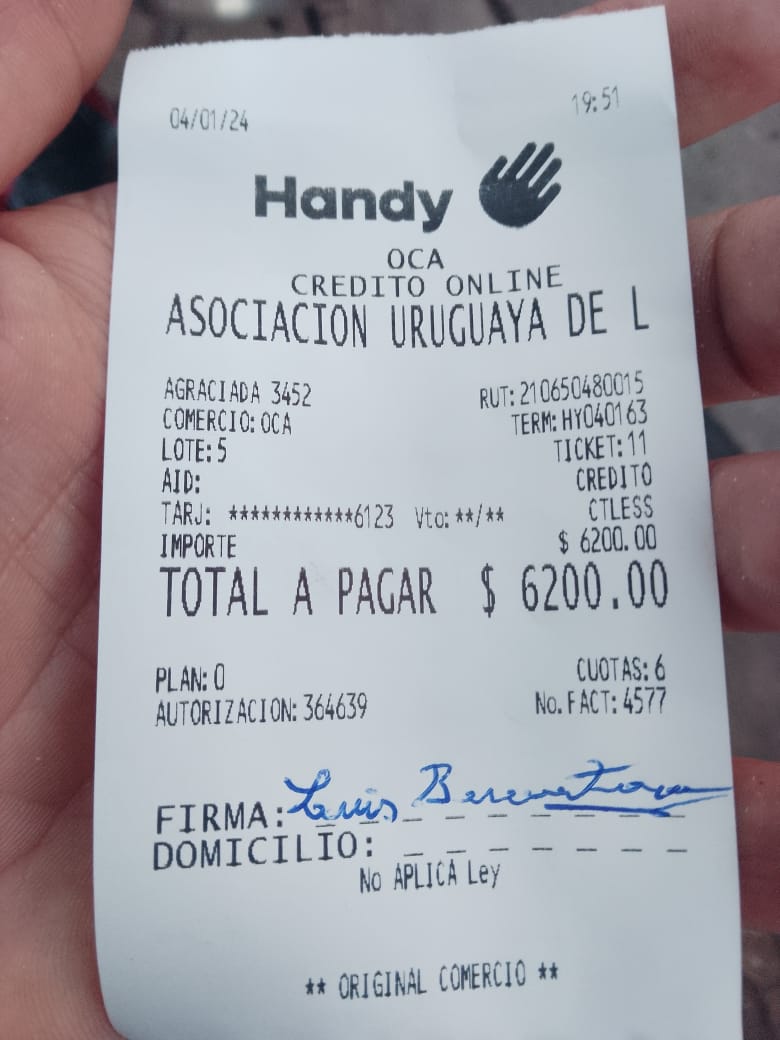 04/01/24 19:51
Handy
OCA
CREDITO ONLINE
ASOCIACION URUGUAYA DE L
AGRACIADA 3452 RUT: 210650480015
COMERCIO: OCA TERM: HY040163
LOTE: 5 TICKET: 11
AID: CREDITO
TARJ: ************6123 Vto: **/** CTLESS
IMPORTE $ 6200.00
TOTAL A PAGAR $ 6200.00
PLAN: 0 CUOTAS: 6
AUTORIZACION: 364639 No. FACT: 4577
FIRMA: Luis
DOMICILIO: _ _ _ _ _ _ _
No APLICA Ley
** ORIGINAL COMERCIO **